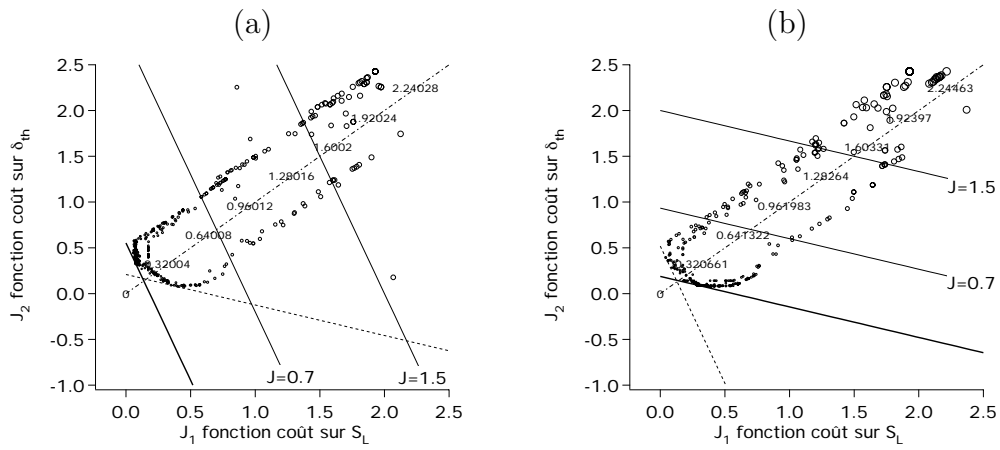 (a)
2.5
2.0
1.5
1.0
0.5
0.0
-0.5
-1.0
J2 fonction coût sur δth
2.24028
1.92024
1.6002
1.28016
0.96012
0.64008
0.32004
0
J=0.7
J=1.5
0.0 0.5 1.0 1.5 2.0 2.5
J1 fonction coût sur SL
(b)
2.5
2.0
1.5
1.0
0.5
0.0
-0.5
-1.0
J2 fonction coût sur δth
2.24463
1.92397
1.60331
1.28264
0.961983
0.641322
0.320661
0
J=1.5
J=0.7
0.0 0.5 1.0 1.5 2.0 2.5
J1 fonction coût sur SL